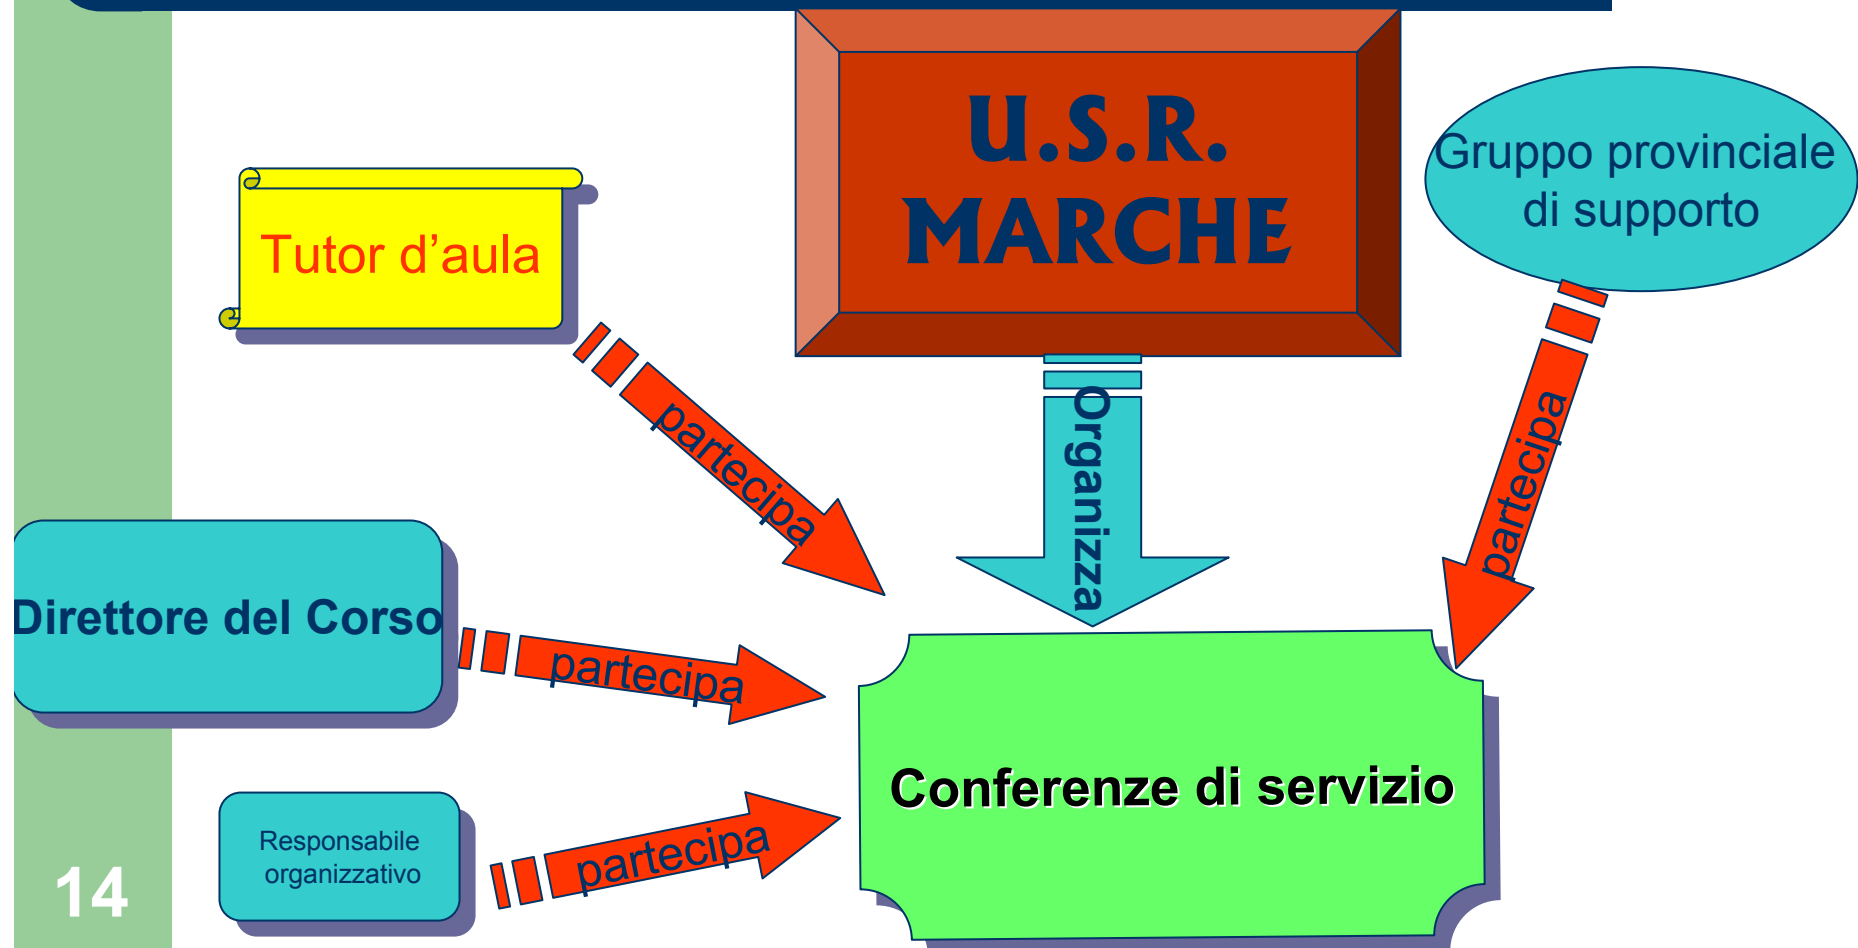 U.S.R.
MARCHE
Gruppo provinciale
di supporto
Tutor d’aula
partecipa
Organizza
partecipa
Direttore del Corso
partecipa
Conferenze di servizio
Responsabile
organizzativo
partecipa
14